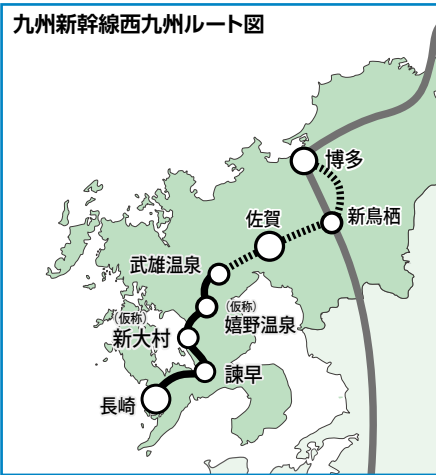 九州新幹線西九州ルート図
博多
新鳥栖
佐賀
武雄温泉
(仮称)
嬉野温泉
(仮称)
新大村
諫早
長崎